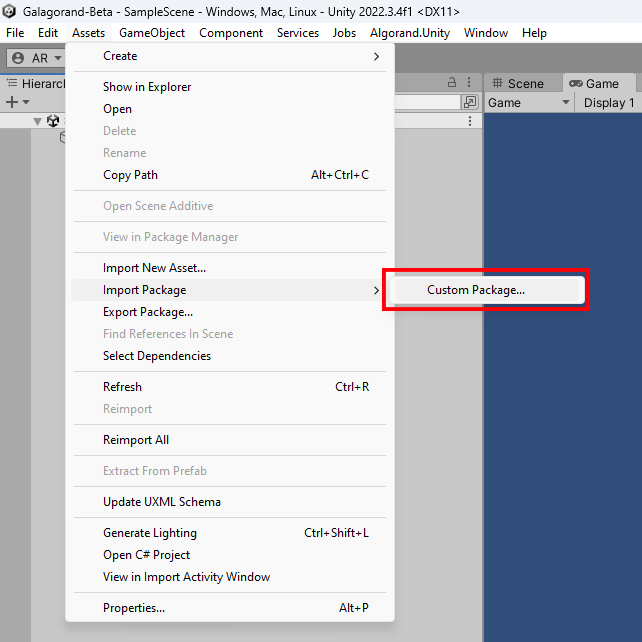 Galagorand-Beta - SampleScene - Windows, Mac, Linux - Unity 2022.3.4f1 <DX11>
File Edit Assets GameObject Component Services Jobs Algorand.Unity Window Help
AR
Create
Hierarch
Scene
Game
Show in Explorer
Game
Display 1
Open
Delete
Rename
Copy Path Alt+Ctrl+C
Open Scene Additive
View in Package Manager
Import New Asset...
Import Package
Custom Package...
Export Package...
Find References In Scene
Select Dependencies
Refresh Ctrl+R
Reimport
Reimport All
Extract From Prefab
Update UXML Schema
Generate Lighting Ctrl+Shift+L
Open C# Project
View in Import Activity Window
Properties... Alt+P